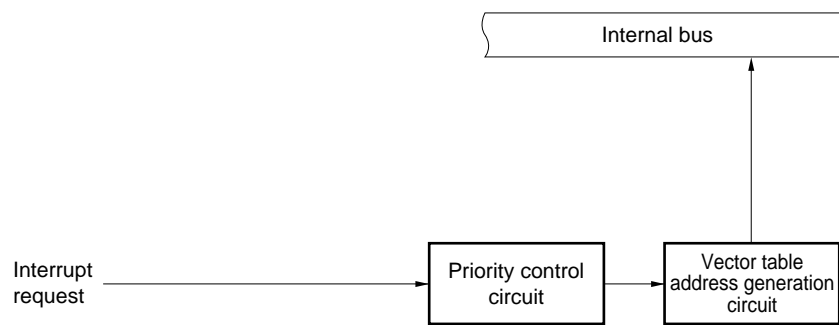 Internal bus
Interrupt
request
Priority control
circuit
Vector table
address generation
circuit